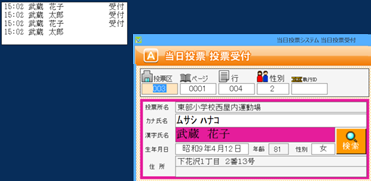 15:02 武蔵 花子 受付
15:02 武蔵 太郎
15:02 武蔵 花子 受付
15:02 武蔵 太郎
当日投票システム 当日投票受付
A 当日投票・投票受付
投票区 ページ 行 性別
003 0001 004 2
投票所名 東部小学校西屋内運動場
カナ氏名 ムサシ ハナコ
漢字氏名 武蔵 花子
検索
生年月日 昭和9年4月12日 年齢 81 性別 女
住所 下花沢1丁目 2番13号